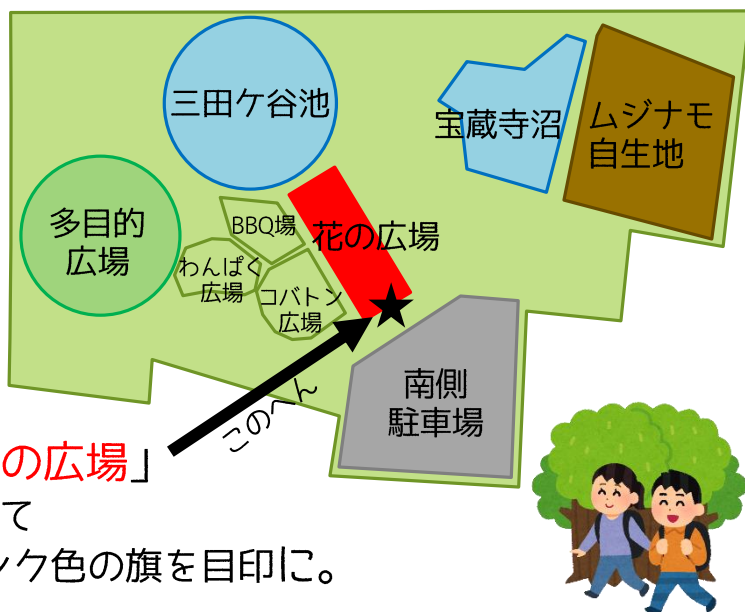 三田ケ谷池
宝蔵寺沼
ムジナモ
自生地
多目的
広場
BBQ場
花の広場
わんぱく
広場
コバトン
広場
南側
駐車場
このへん
の広場」
て
ク色の旗を目印に。